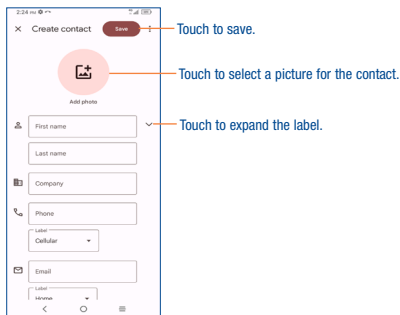 2:24
Create contact
Save
Touch to save.
Touch to select a picture for the contact.
Add photo
First name
Touch to expand the label.
Last name
Company
Phone
Label
Cellular
Email
Label
Home